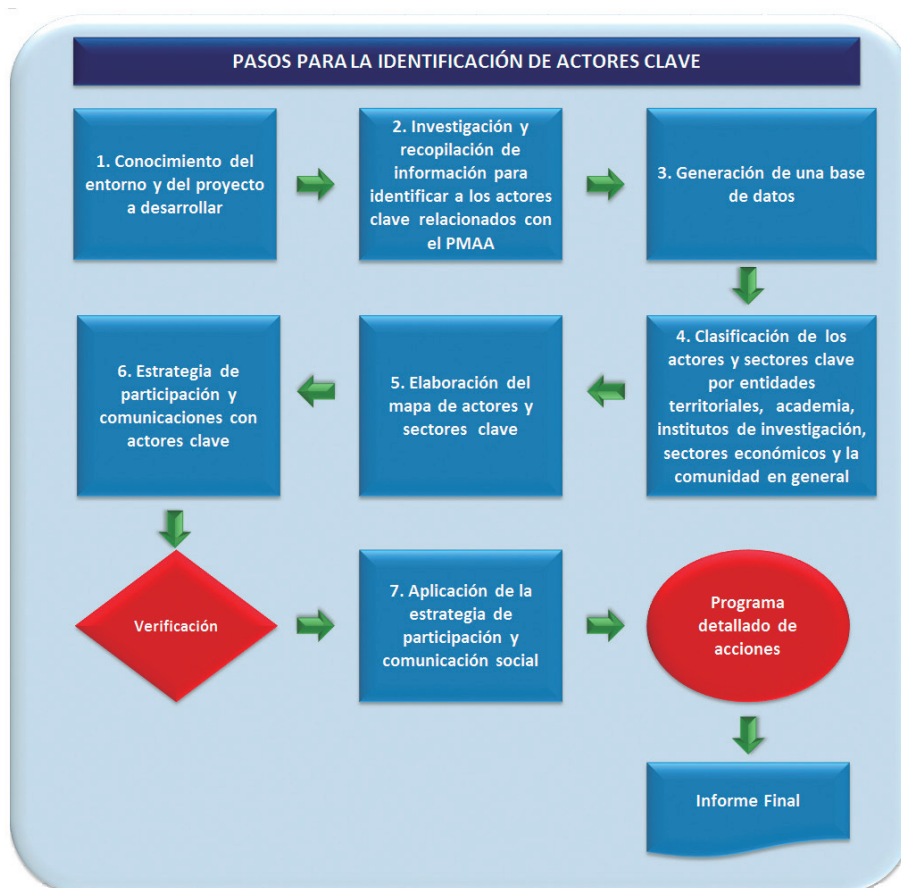 PASOS PARA LA IDENTIFICACIÓN DE ACTORES CLAVE
1. Conocimiento del
entorno y del proyecto
a desarrollar
2. Investigación y
recopilación de
información para
identificar a los actores
clave relacionados con
el PMAA
3. Generación de una base
de datos
4. Clasificación de los
actores y sectores clave
por entidades
territoriales, academia,
institutos de investigación,
sectores económicos y la
comunidad en general
5. Elaboración del
mapa de actores y
sectores clave
6. Estrategia de
participación y
comunicaciones con
actores clave
Verificación
7. Aplicación de la
estrategia de
participación y
comunicación social
Programa
detallado de
acciones
Informe Final